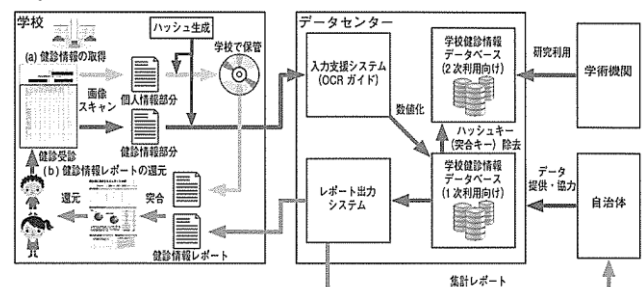 学校
ハッシュ生成
(a) 健診情報の取得
学校で保管
画像
スキャン
個人情報部分
健診情報部分
健診受診
(b) 健診情報レポートの還元
還元
突合
健診情報レポート
データセンター
入力支援システム
(OCR ガイド)
数値化
学校健診情報
データベース
(2次利用向け)
ハッシュキー
(突合キー) 除去
学校健診情報
データベース
(1次利用向け)
レポート出力
システム
研究利用
学術機関
データ
提供・協力
自治体
集計レポート